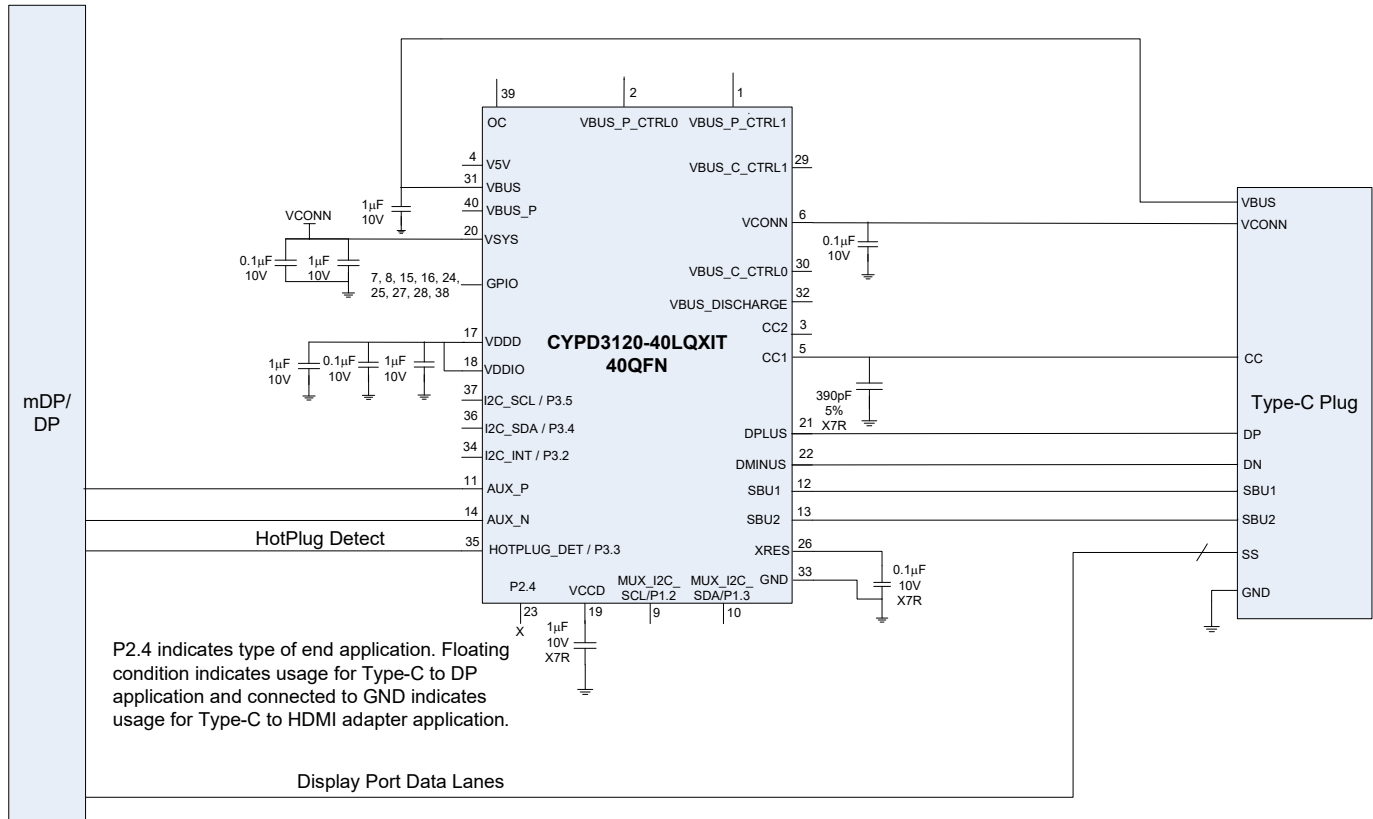 39
2
1
OC
VBUS_P_CTRL0
VBUS_P_CTRL1
4
V5V
VBUS_C_CTRL1
29
31
VBUS
VBUS
1µF
10V
40
VBUS_P
VCONN
VCONN
6
VCONN
20
VSYS
0.1µF
10V
1µF
10V
0.1µF
10V
VBUS_C_CTRL0
30
7, 8, 15, 16, 24,
25, 27, 28, 38
GPIO
VBUS_DISCHARGE
32
CC2
3
17
VDDD
CYPD3120-40LQXIT
40QFN
CC1
5
CC
1µF
10V
0.1µF
10V
1µF
10V
18
VDDIO
390pF
5%
X7R
mDP/
DP
Type-C Plug
37
I2C_SCL / P3.5
36
I2C_SDA / P3.4
DPLUS
21
DP
34
I2C_INT / P3.2
DMINUS
22
DN
11
AUX_P
SBU1
12
SBU1
14
AUX_N
SBU2
13
SBU2
HotPlug Detect
35
HOTPLUG_DET / P3.3
XRES
26
SS
GND
33
0.1µF
10V
X7R
GND
P2.4
VCCD
MUX_I2C_
SCL/P1.2
MUX_I2C_
SDA/P1.3
23
X
19
9
10
1µF
10V
X7R
P2.4 indicates type of end application. Floating
condition indicates usage for Type-C to DP
application and connected to GND indicates
usage for Type-C to HDMI adapter application.
Display Port Data Lanes